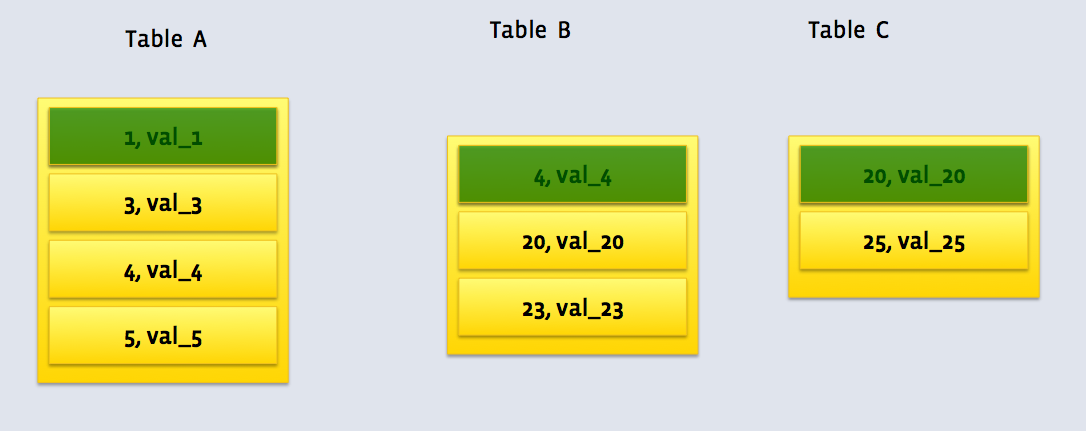 Table A
1, val_1
3, val_3
4, val_4
5, val_5
Table B
4, val_4
20, val_20
23, val_23
Table C
20, val_20
25, val_25